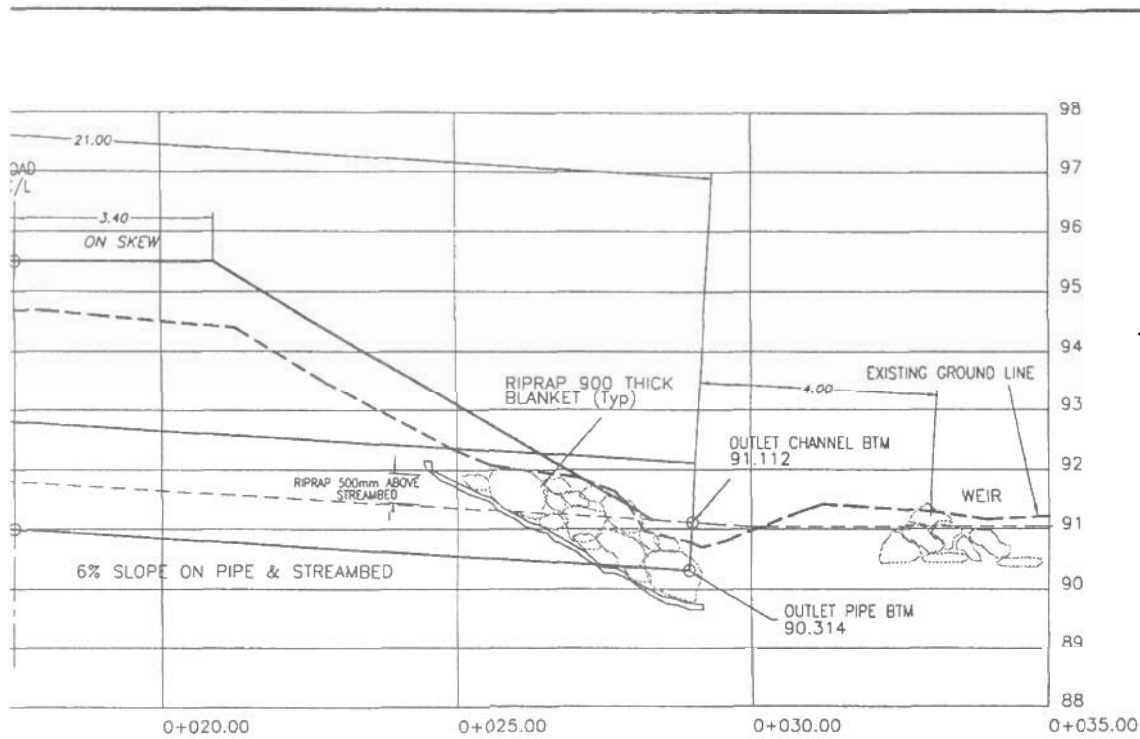 98
21.00
97
C/L
96
3.40
ON SKEW
95
94
RIPRAP 900 THICK
BLANKET (Typ)
EXISTING GROUND LINE
4.00
93
OUTLET CHANNEL BTM
91.112
92
RIPRAP 500mm ABOVE
STREAMBED
WEIR
91
6% SLOPE ON PIPE & STREAMBED
90
OUTLET PIPE BTM
90.314
89
88
0+020.00
0+025.00
0+030.00
0+035.00